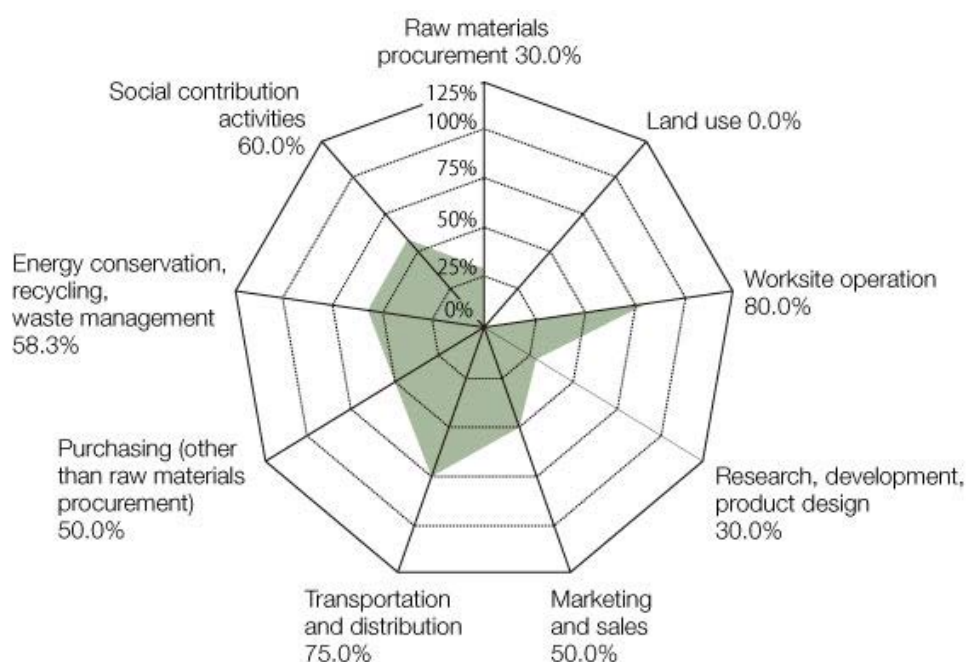 Raw materials
procurement 30.0%
Land use 0.0%
Worksite operation
80.0%
Research, development,
product design
30.0%
Marketing
and sales
50.0%
Transportation
and distribution
75.0%
Purchasing (other
than raw materials
procurement)
50.0%
Energy conservation,
recycling,
waste management
58.3%
Social contribution
activities
60.0%
125%
100%
75%
50%
25%
0%